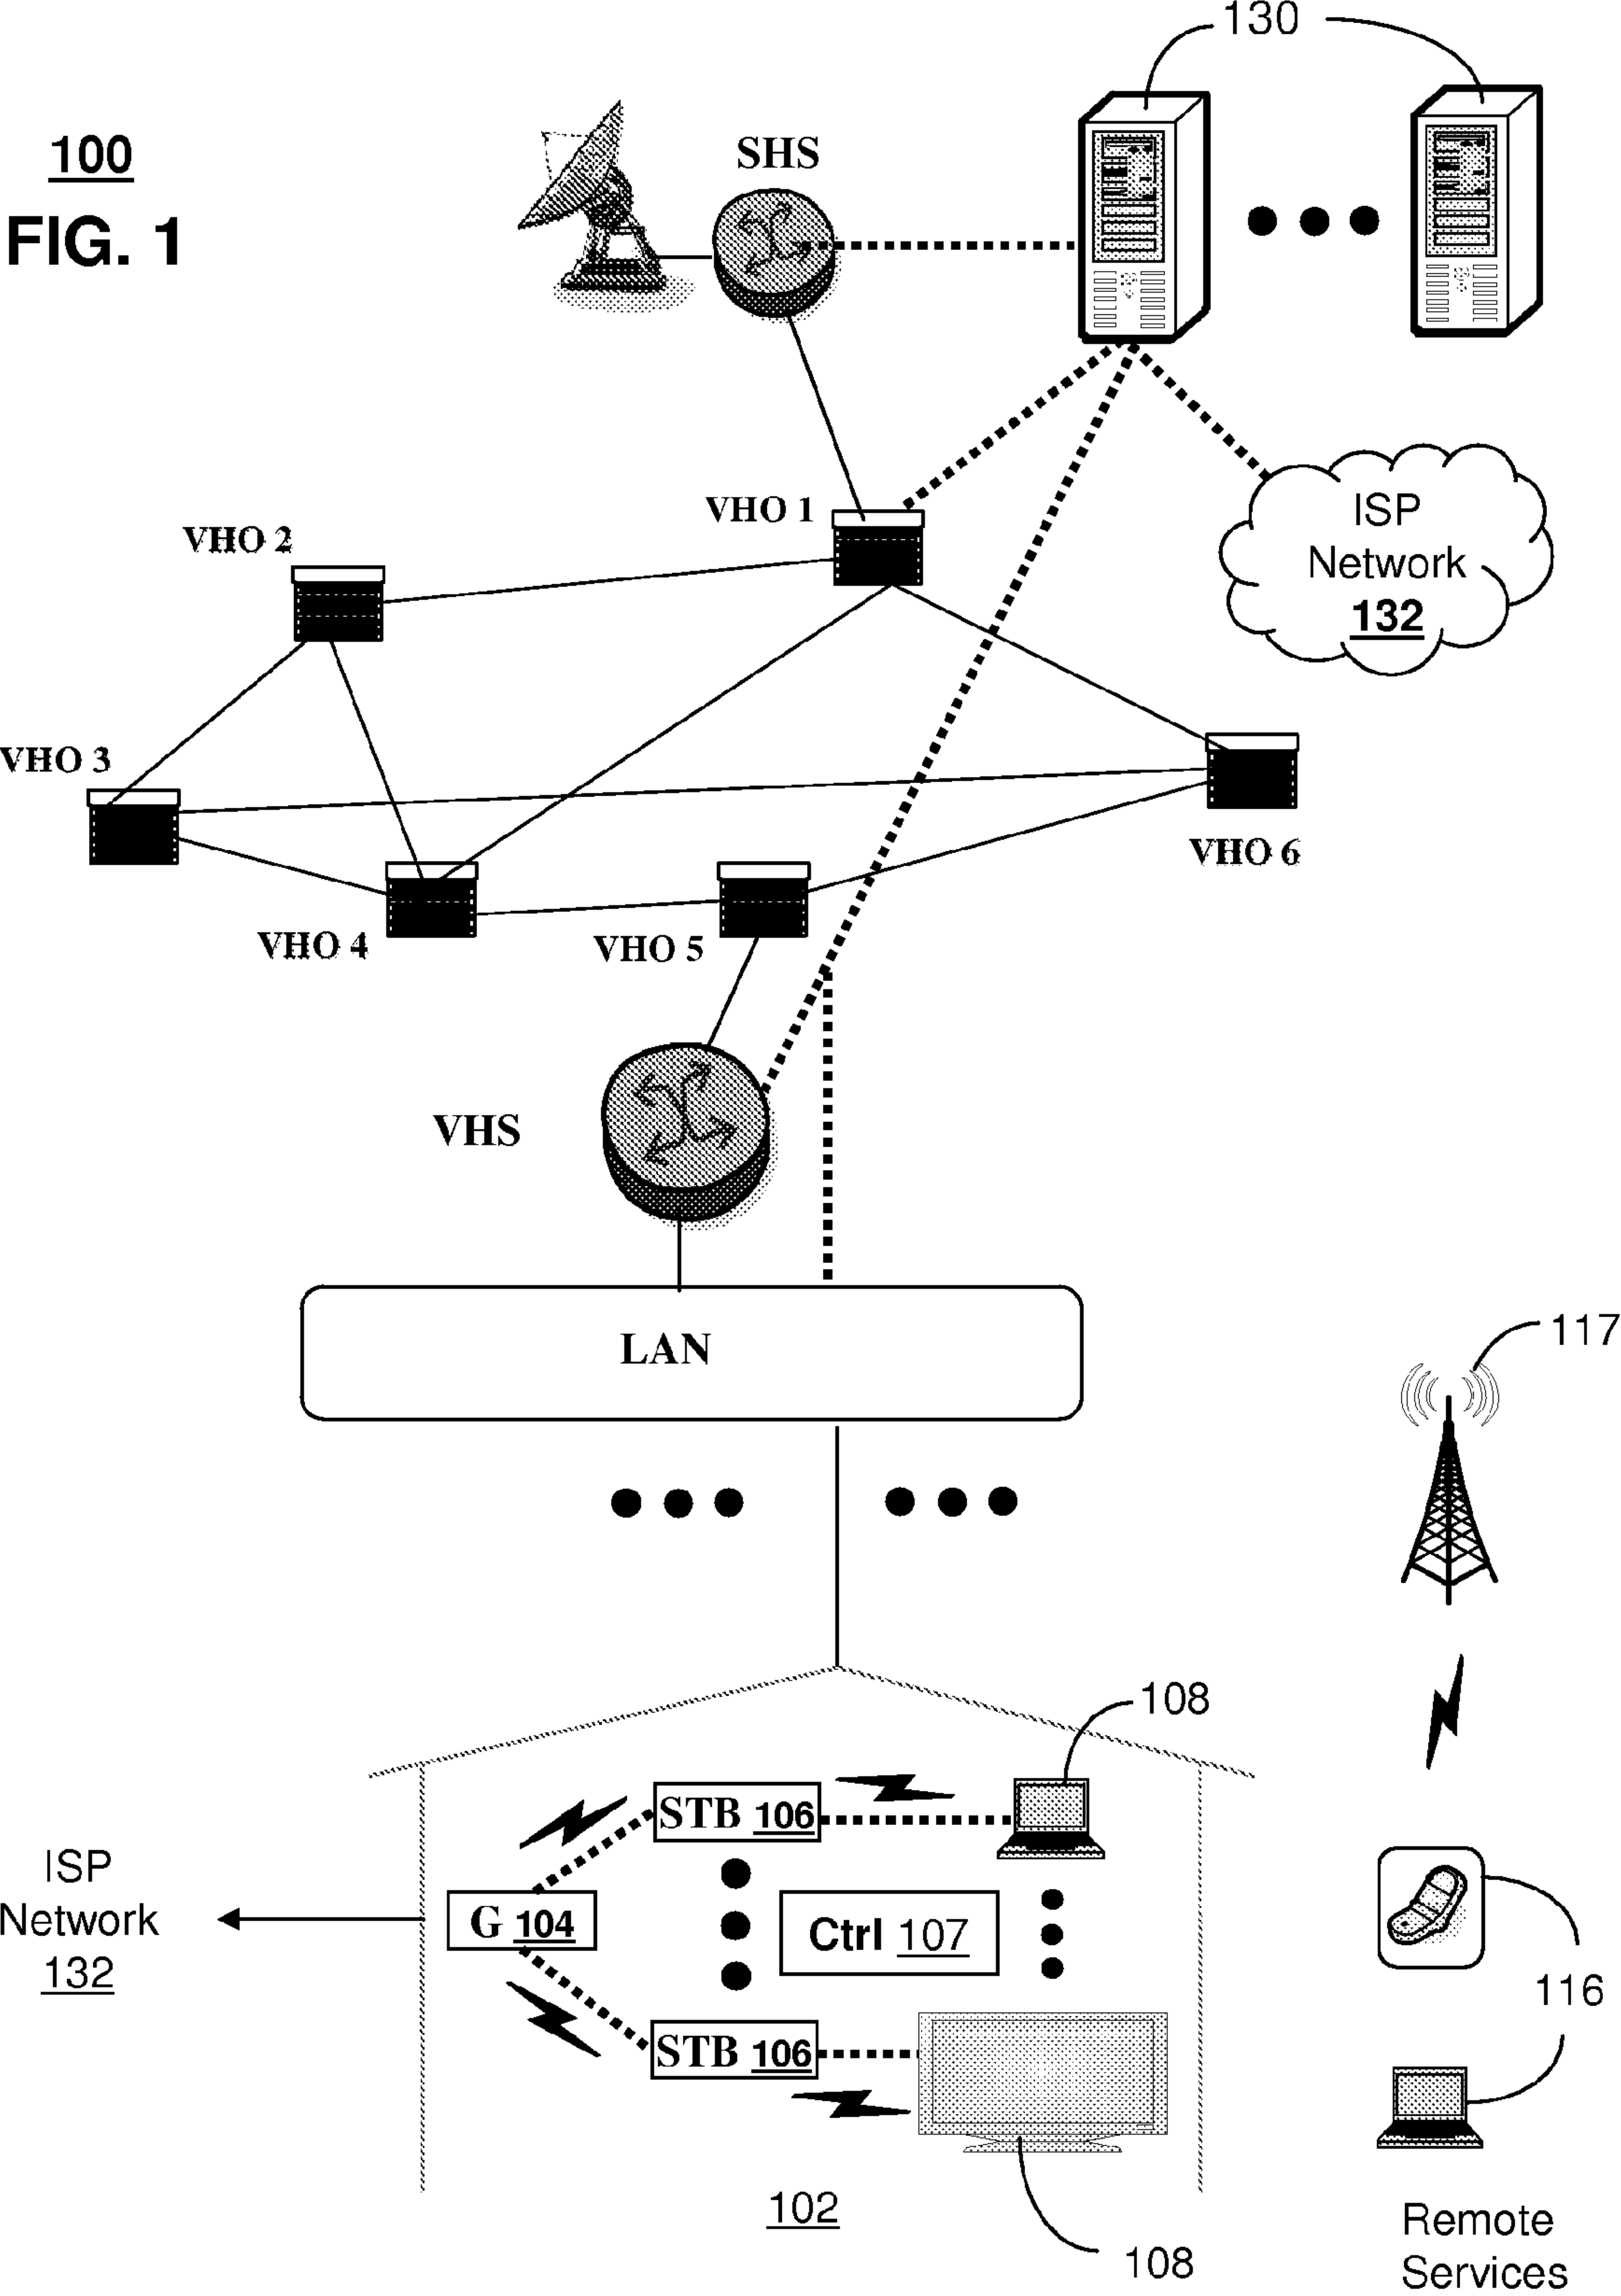 130
100
FIG. 1
SHS
VHO 1
ISP
Network
132
VHO 2
VHO 3
VHO 6
VHO 4
VHO 5
VHS
LAN
117
108
STB 106
ISP
Network
132
G 104
Ctrl 107
116
STB 106
102
108
Remote
Services